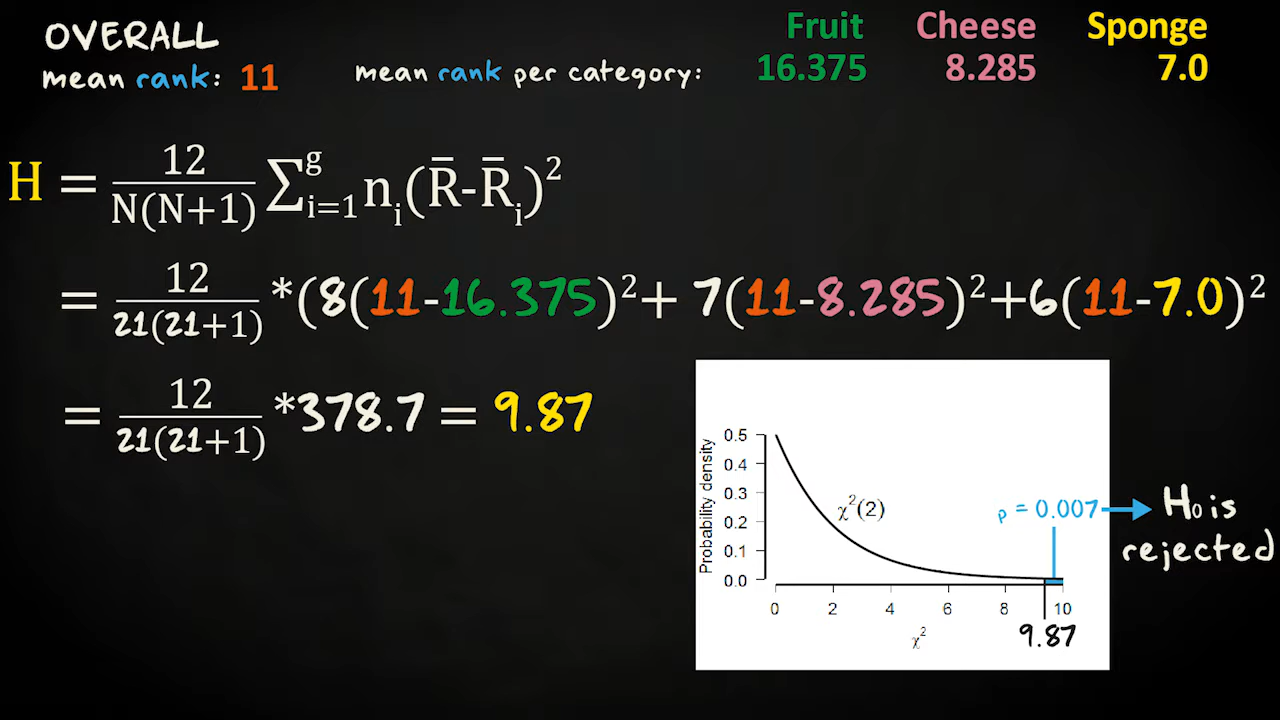 OVERALL
mean rank: 11
mean rank per category:
Fruit Cheese Sponge
16.375 8.285 7.0
H = 12/N(N+1) Σᵍᵢ₌₁ nᵢ(R̄-R̄ᵢ)²
= 12/21(21+1) *(8(11-16.375)²+ 7(11-8.285)²+6(11-7.0)²
= 12/21(21+1) *378.7 = 9.87
Probability density
0.5
0.4
0.3
0.2
0.1
0.0
χ²(2)
p = 0.007
H₀ is
rejected
0 2 4 6 8 10
9.87
χ²